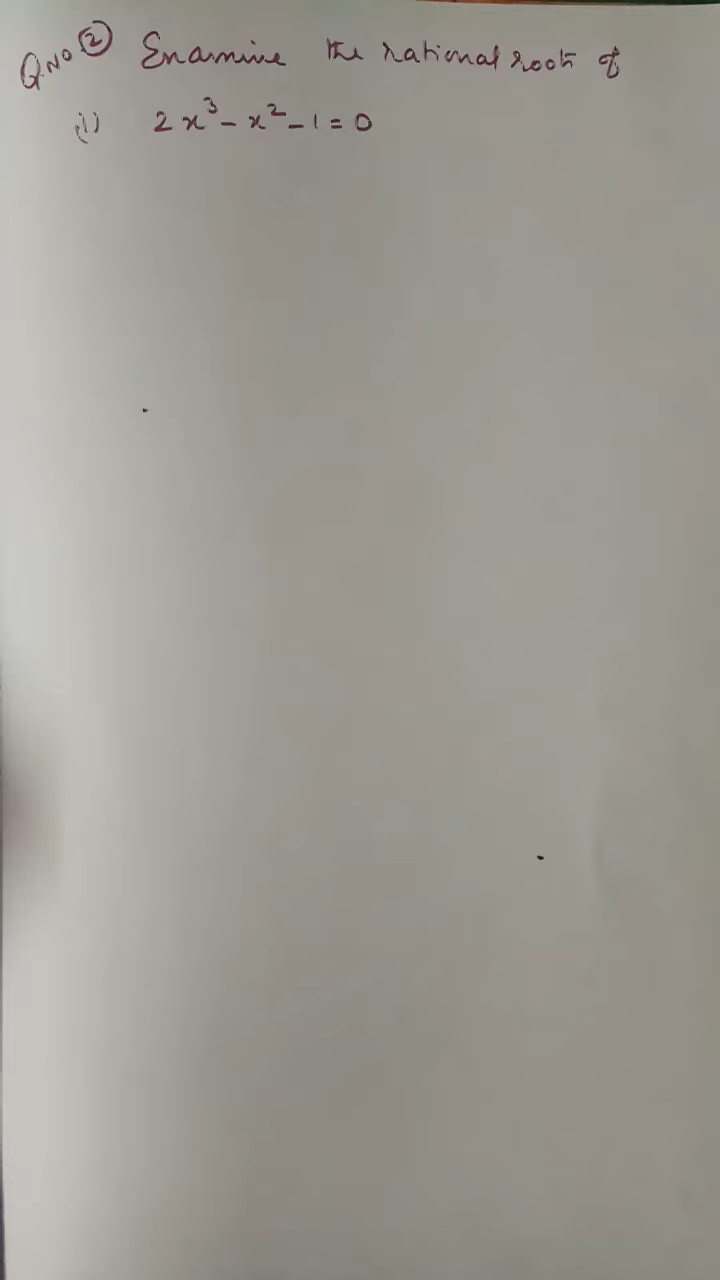 Q.No ② Examine the rational roots of
(i) 2x³ - x² - 1 = 0